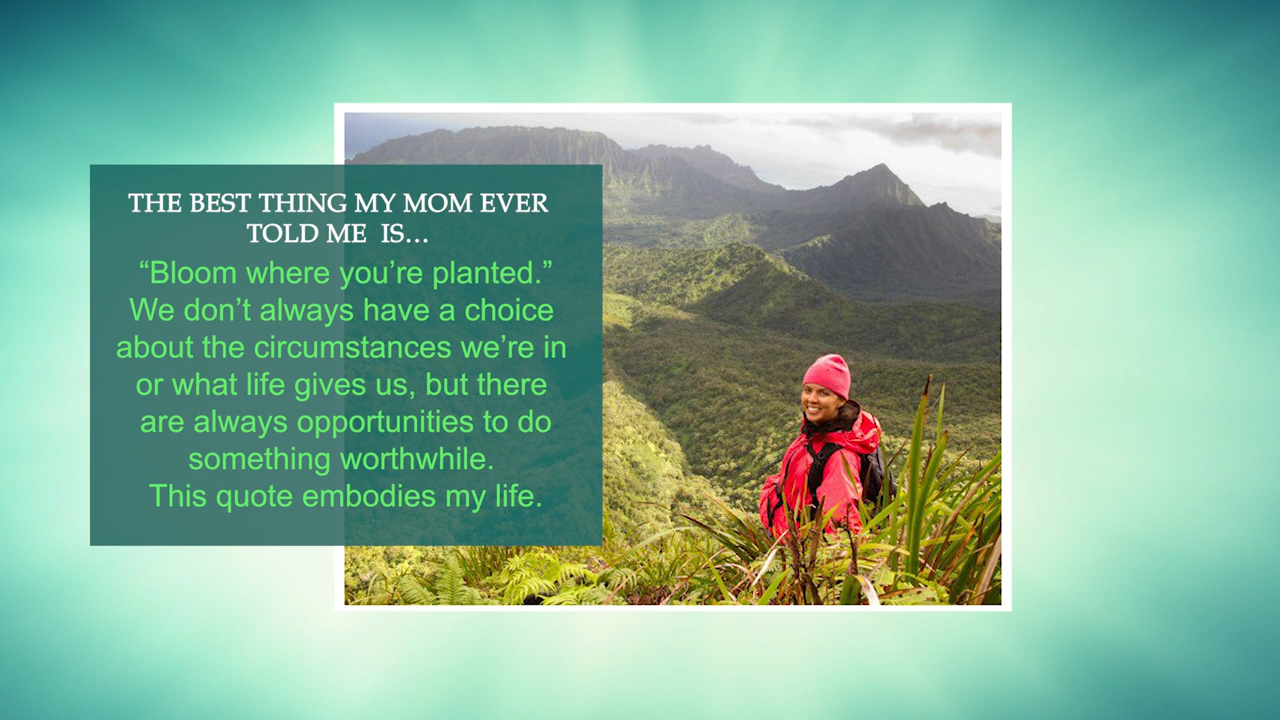 THE BEST THING MY MOM EVER
TOLD ME  IS…
“Bloom where you’re planted.”
We don’t always have a choice
about the circumstances we’re in
or what life gives us, but there
are always opportunities to do
something worthwhile.
This quote embodies my life.